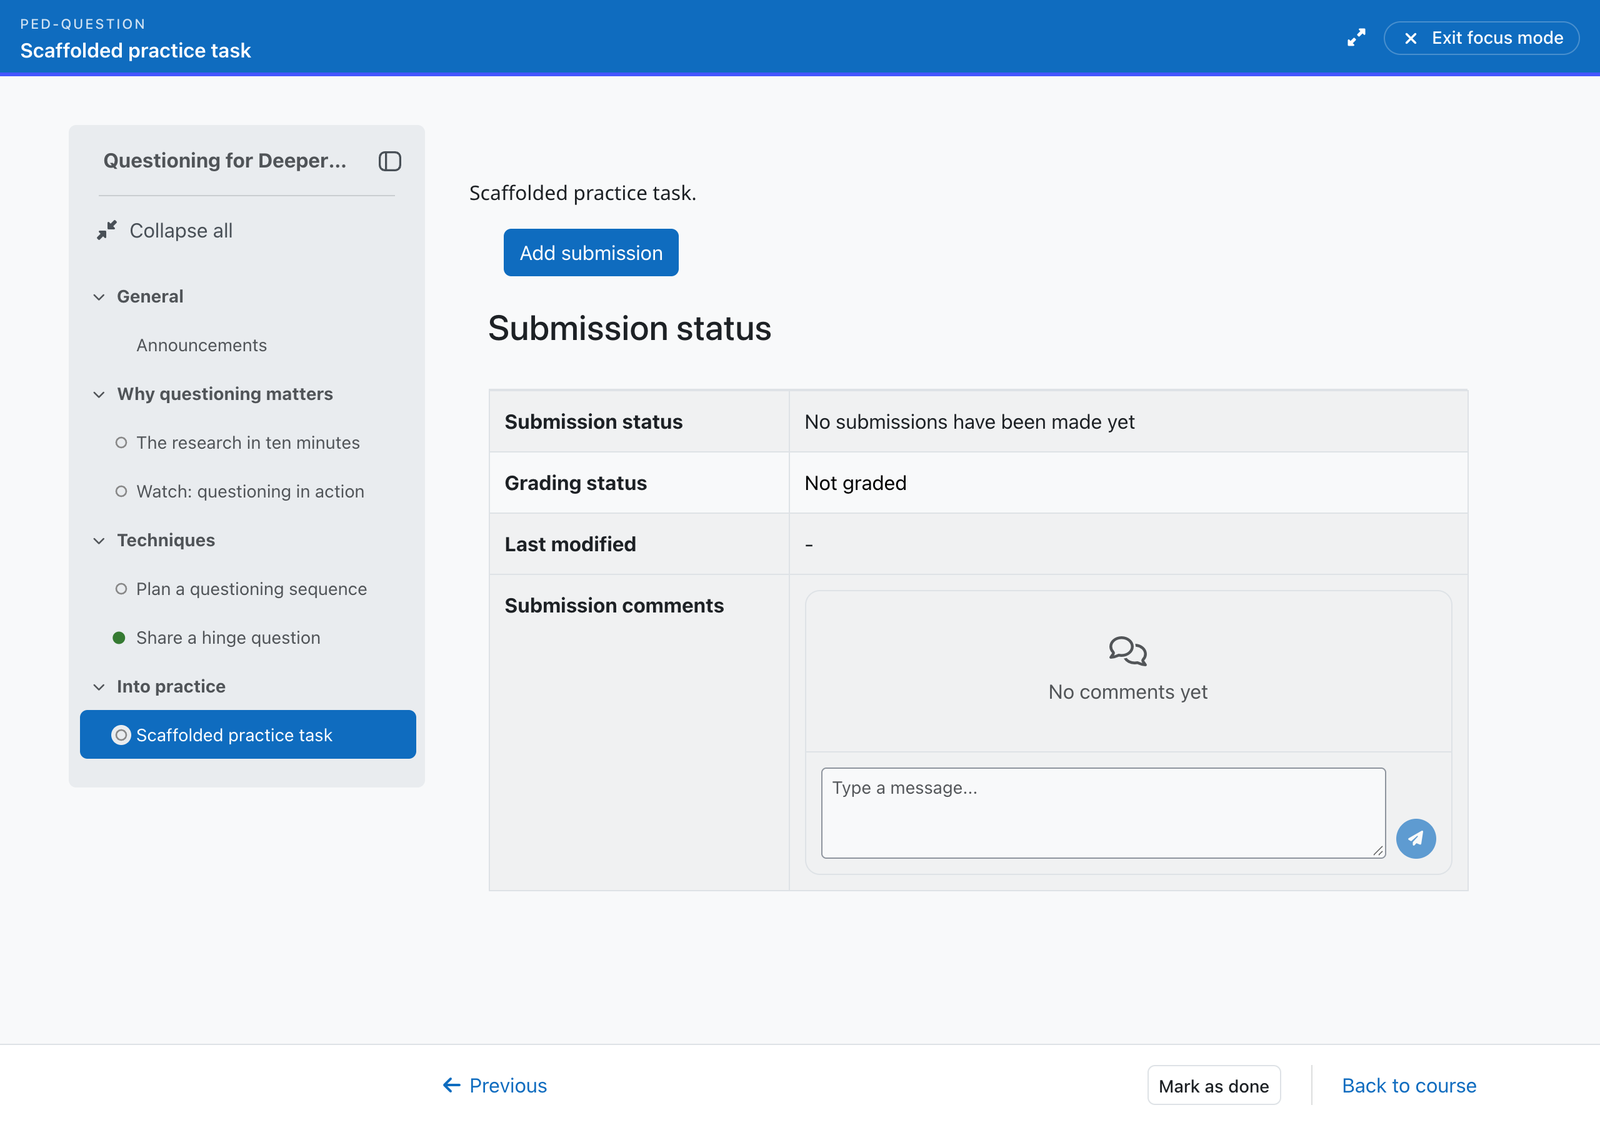 PED-QUESTION
Scaffolded practice task
Exit focus mode
Questioning for Deeper...
Collapse all
General
Announcements
Why questioning matters
The research in ten minutes
Watch: questioning in action
Techniques
Plan a questioning sequence
Share a hinge question
Into practice
Scaffolded practice task
Scaffolded practice task.
Add submission
Submission status
Submission status No submissions have been made yet
Grading status Not graded
Last modified -
Submission comments
No comments yet
Type a message...
Previous
Mark as done
Back to course